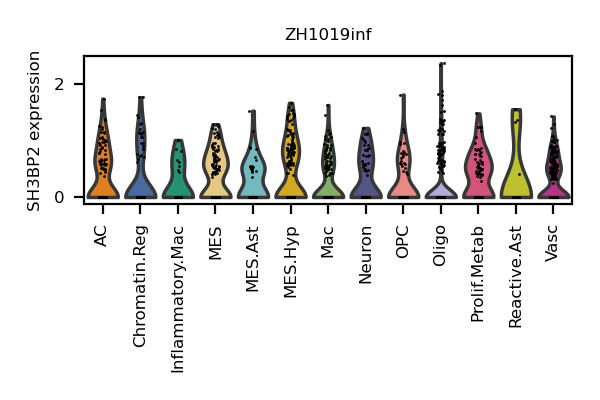 ZH1019inf
SH3BP2 expression
2
0
AC
Chromatin.Reg
Inflammatory.Mac
MES
MES.Ast
MES.Hyp
Mac
Neuron
OPC
Oligo
Prolif.Metab
Reactive.Ast
Vasc